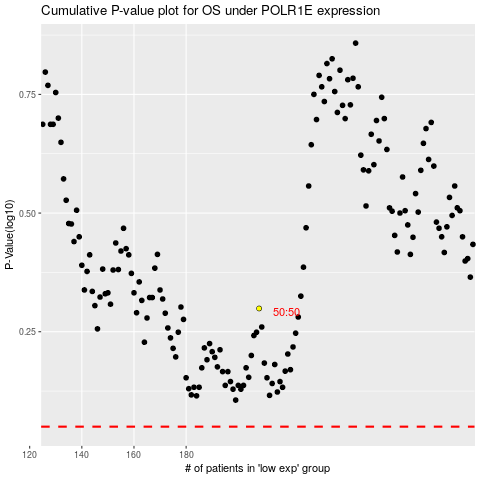 Cumulative P-value plot for OS under POLR1E expression
P-Value(log10)
0.75
0.50
0.25
50:50
120 140 160 180
# of patients in 'low exp' group